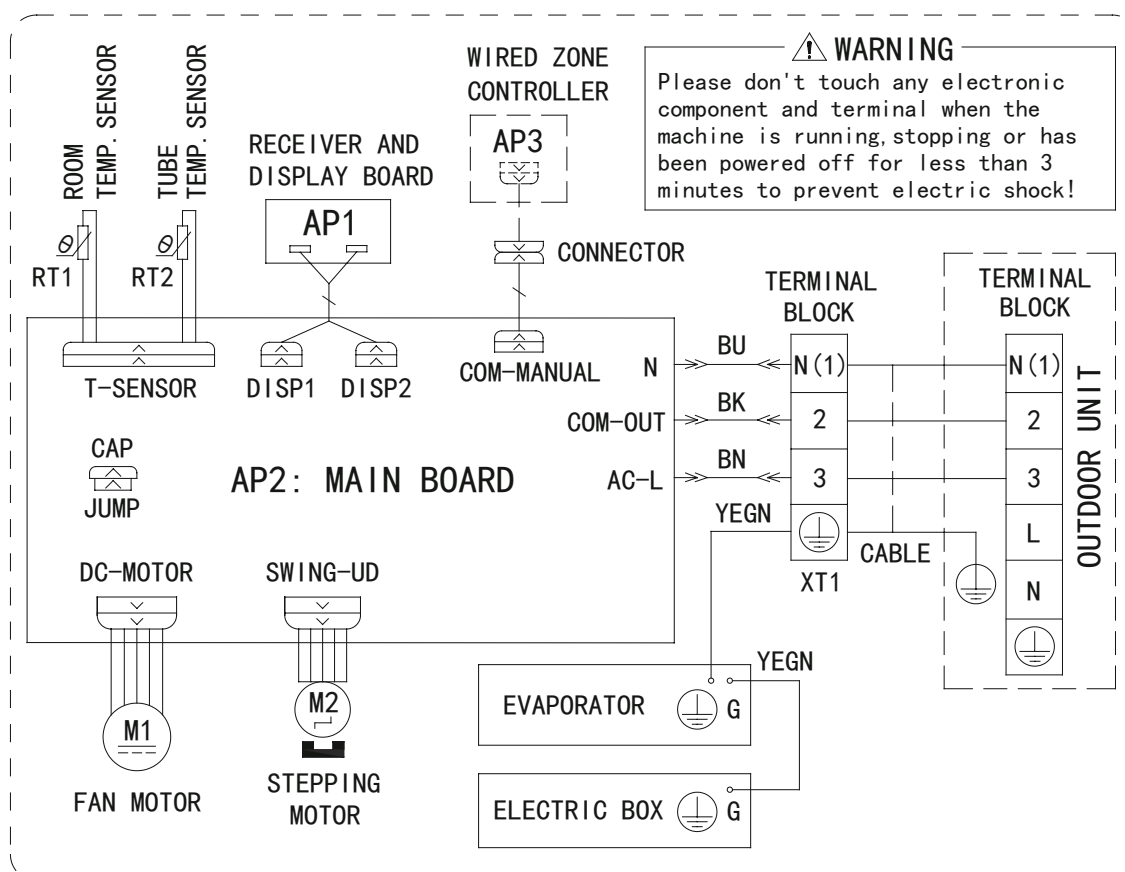 ROOM
TEMP. SENSOR
TUBE
TEMP. SENSOR
RT1
RT2
RECEIVER AND
DISPLAY BOARD
AP1
WIRED ZONE
CONTROLLER
AP3
CONNECTOR
WARNING
Please don't touch any electronic
component and terminal when the
machine is running,stopping or has
been powered off for less than 3
minutes to prevent electric shock!
T-SENSOR
DISP1
DISP2
COM-MANUAL
N
COM-OUT
AC-L
CAP
JUMP
AP2: MAIN BOARD
BU
BK
BN
YEGN
TERMINAL
BLOCK
N(1)
2
3
XT1
CABLE
TERMINAL
BLOCK
N(1)
2
3
L
N
OUTDOOR UNIT
DC-MOTOR
SWING-UD
M1
FAN MOTOR
M2
STEPPING
MOTOR
YEGN
EVAPORATOR
G
ELECTRIC BOX
G